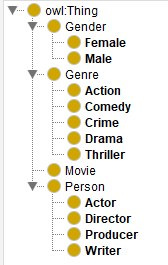 owl:Thing
Gender
Female
Male
Genre
Action
Comedy
Crime
Drama
Thriller
Movie
Person
Actor
Director
Producer
Writer